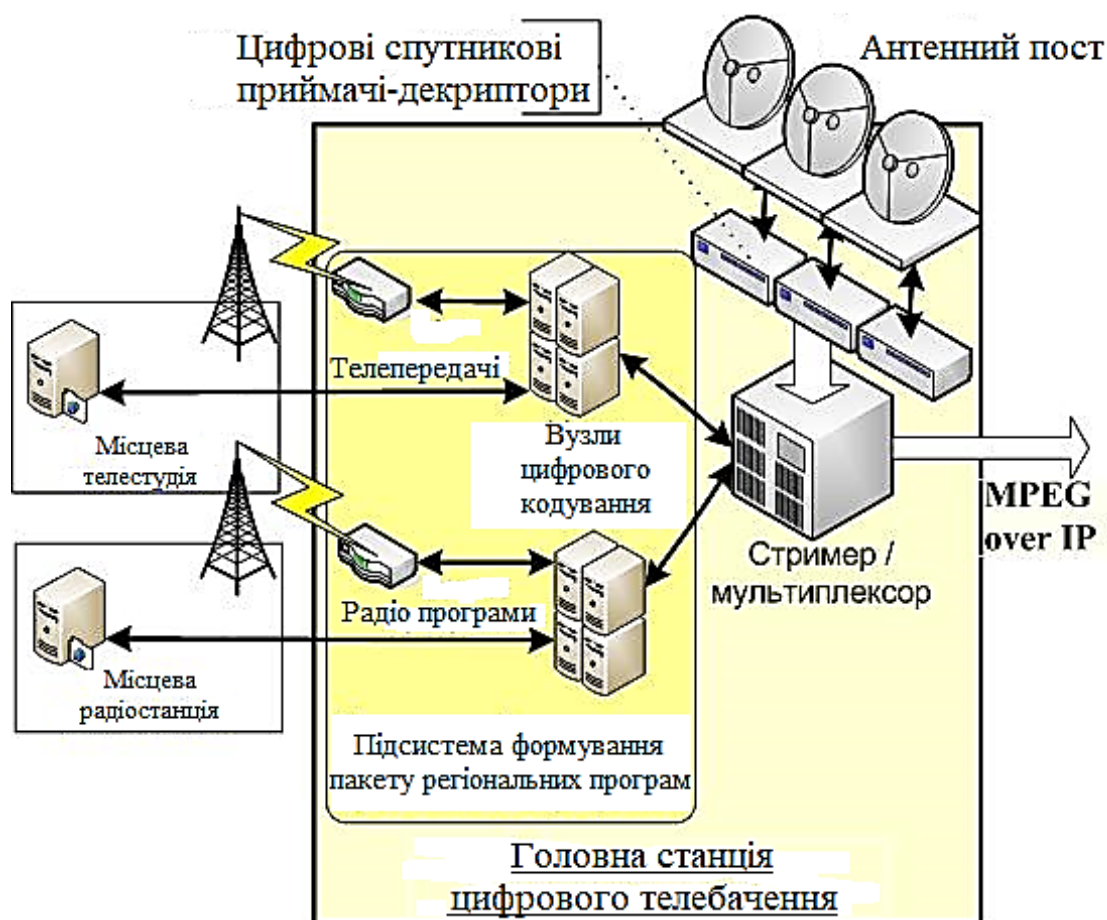 Цифрові спутникові
приймачі-декриптори
Антенний пост
Телепередачі
Місцева
телестудія
Вузли
цифрового
кодування
MPEG
over IP
Стример /
мультиплексор
Радіо програми
Місцева
радіостанція
Підсистема формування
пакету регіональних програм
Головна станція
цифрового телебачення